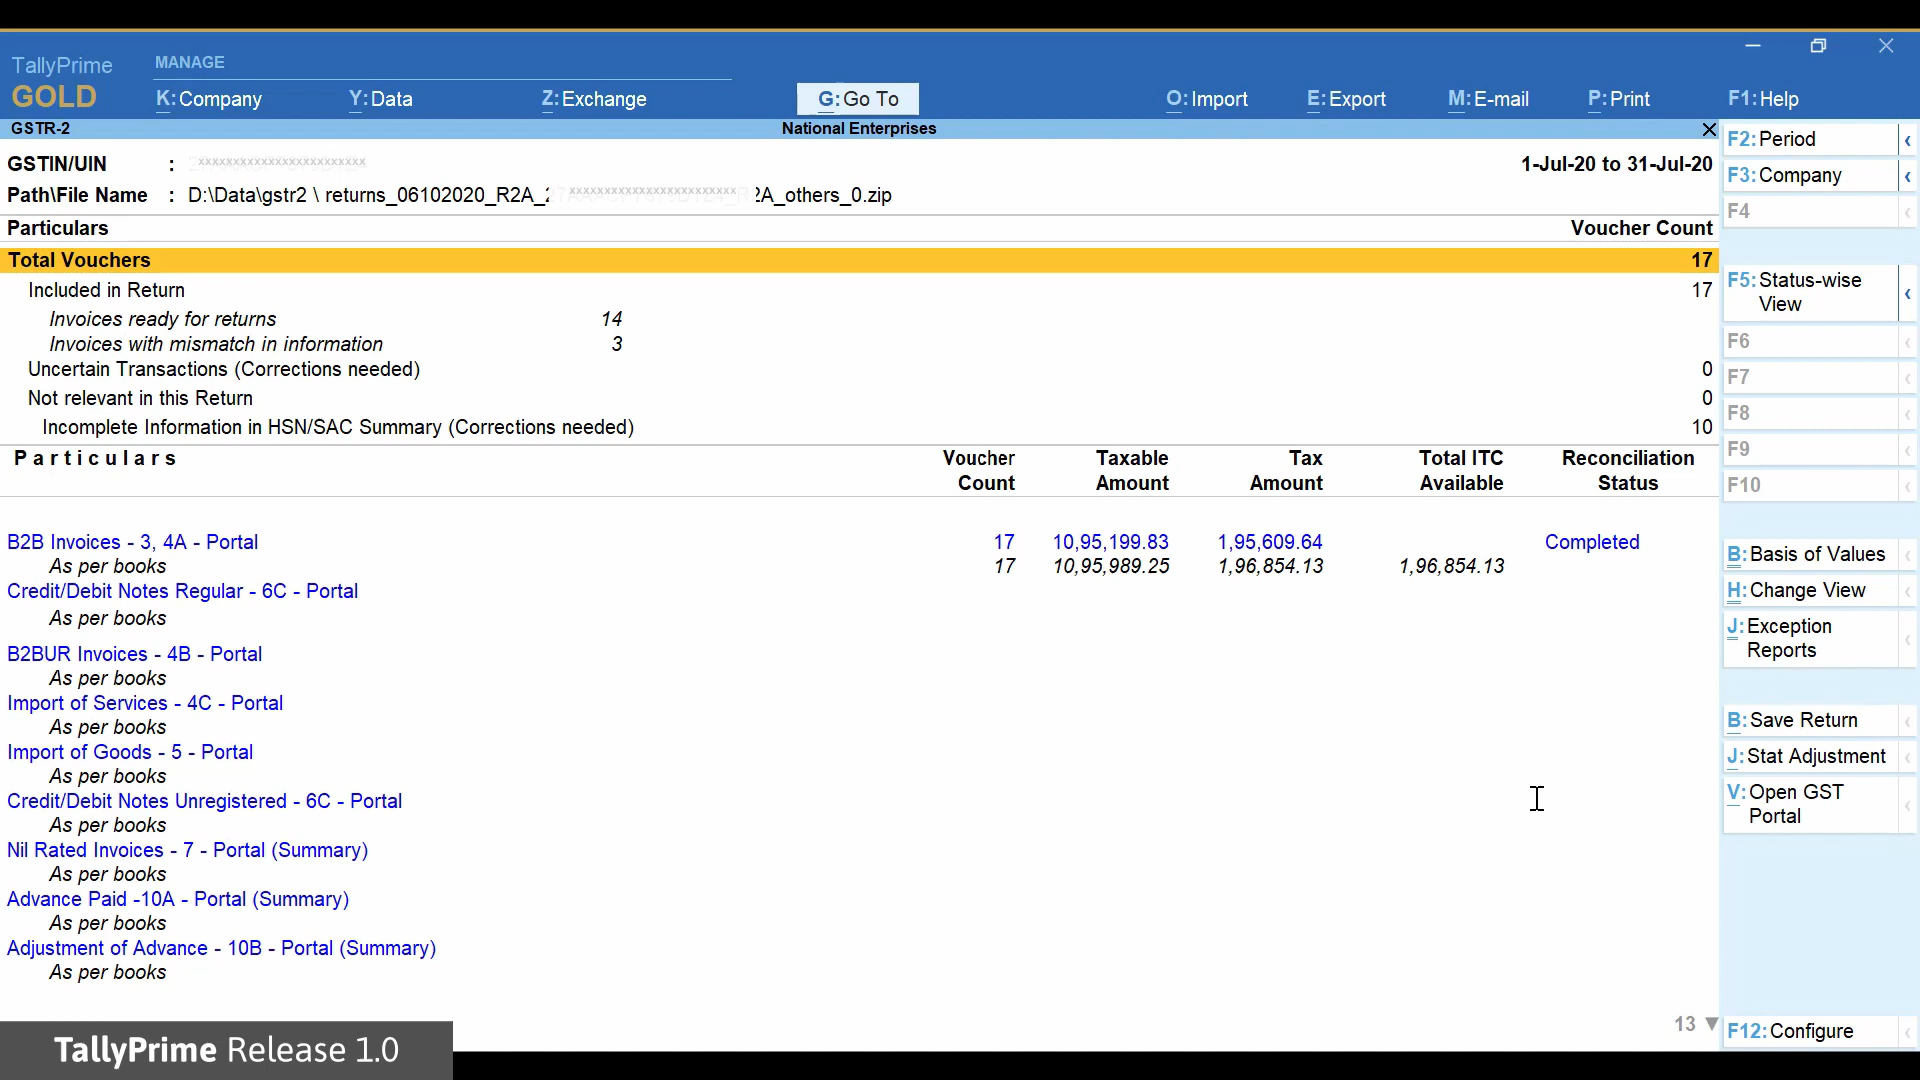 TallyPrime
GOLD
MANAGE
K:Company Y:Data Z:Exchange G:Go To O:Import E:Export M:E-mail P:Print F1:Help
GSTR-2 National Enterprises
GSTIN/UIN :
1-Jul-20 to 31-Jul-20
Path\File Name : D:\Data\gstr2 \ returns_06102020_R2A_ 2A_others_0.zip
Particulars Voucher Count
Total Vouchers 17
Included in Return 17
Invoices ready for returns 14
Invoices with mismatch in information 3
Uncertain Transactions (Corrections needed) 0
Not relevant in this Return 0
Incomplete Information in HSN/SAC Summary (Corrections needed) 10
Particulars Voucher Taxable Tax Total ITC Reconciliation
Count Amount Amount Available Status
B2B Invoices - 3, 4A - Portal 17 10,95,199.83 1,95,609.64 Completed
As per books 17 10,95,989.25 1,96,854.13 1,96,854.13
Credit/Debit Notes Regular - 6C - Portal
As per books
B2BUR Invoices - 4B - Portal
As per books
Import of Services - 4C - Portal
As per books
Import of Goods - 5 - Portal
As per books
Credit/Debit Notes Unregistered - 6C - Portal
As per books
Nil Rated Invoices - 7 - Portal (Summary)
As per books
Advance Paid -10A - Portal (Summary)
As per books
Adjustment of Advance - 10B - Portal (Summary)
As per books
13 ▼
F2:Period
F3:Company
F4
F5:Status-wise
View
F6
F7
F8
F9
F10
B:Basis of Values
H:Change View
J:Exception
Reports
B:Save Return
J:Stat Adjustment
V:Open GST
Portal
F12:Configure
TallyPrime Release 1.0